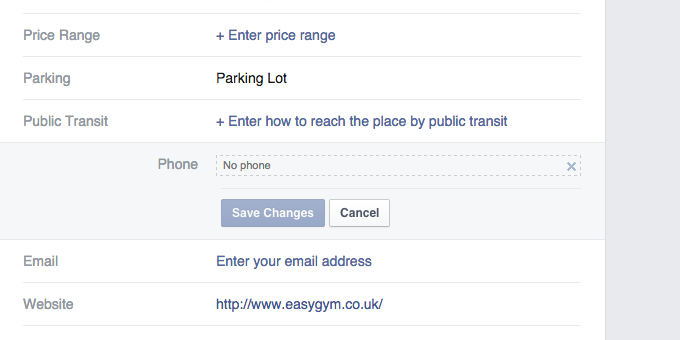 Price Range + Enter price range
Parking Parking Lot
Public Transit + Enter how to reach the place by public transit
Phone No phone
Save Changes Cancel
Email Enter your email address
Website http://www.easygym.co.uk/